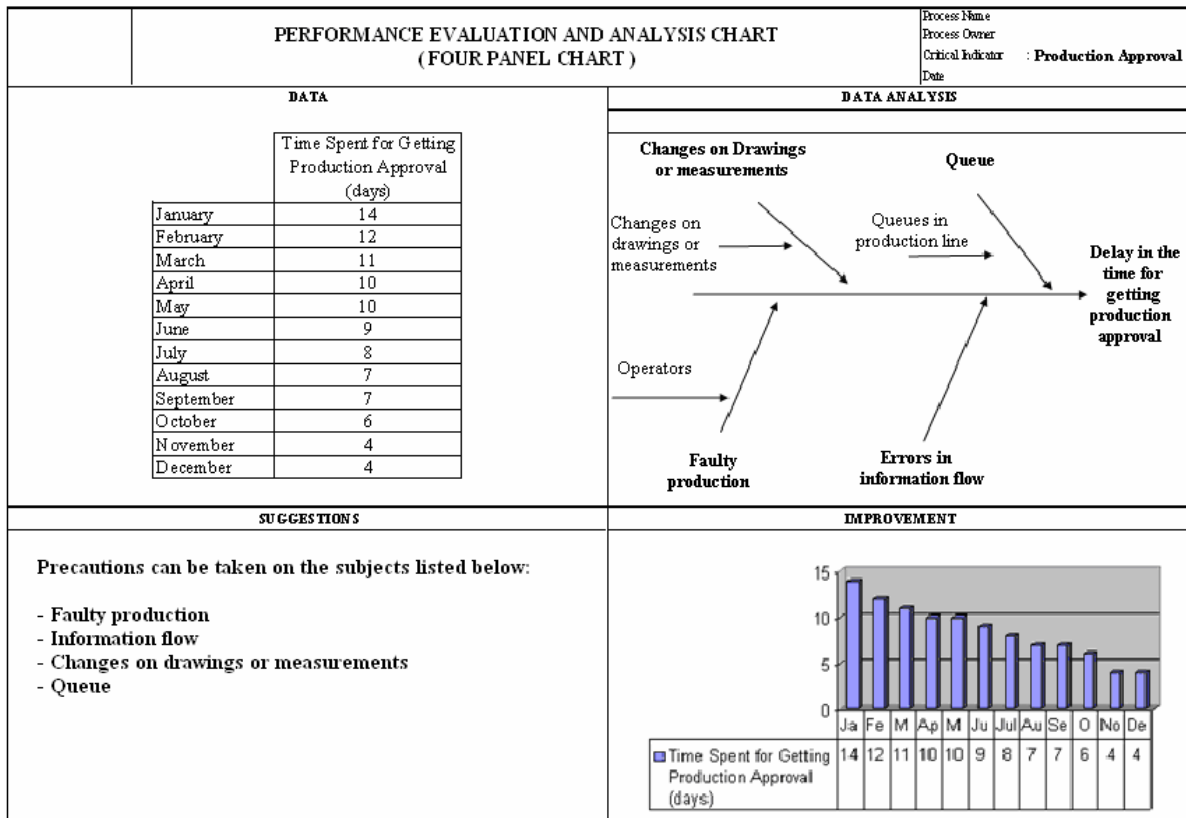 PERFORMANCE EVALUATION AND ANALYSIS CHART
( FOUR PANEL CHART )
Process Name
Process Owner
Critical Indicator : Production Approval
Date
DATA
Time Spent for Getting
Production Approval
(days)
January 14
February 12
March 11
April 10
May 10
June 9
July 8
August 7
September 7
October 6
November 4
December 4
DATA ANALYSIS
Changes on Drawings
or measurements
Queue
Changes on
drawings or
measurements
Queues in
production line
Delay in the
time for
getting
production
approval
Operators
Faulty
production
Errors in
information flow
SUGGESTIONS
Precautions can be taken on the subjects listed below:
- Faulty production
- Information flow
- Changes on drawings or measurements
- Queue
IMPROVEMENT
15
10
5
0
Ja Fe M Ap M Ju Jul Au Se O No De
Time Spent for Getting 14 12 11 10 10 9 8 7 7 6 4 4
Production Approval
(days)